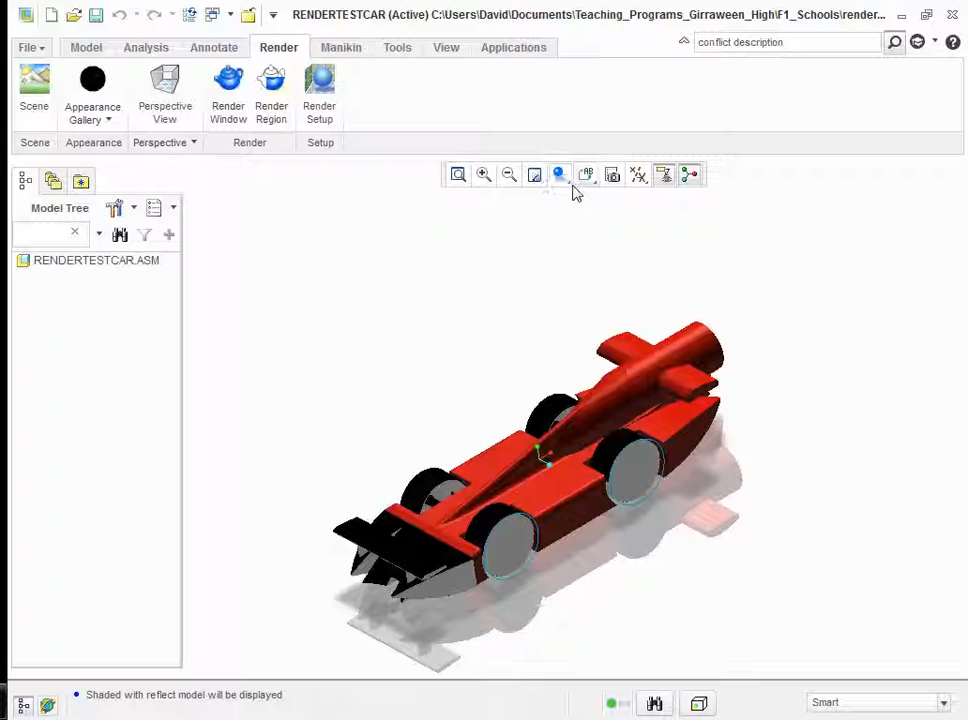 RENDERTESTCAR (Active) C:\Users\David\Documents\Teaching_Programs_Girraween_High\F1_Schools\render...
File Model Analysis Annotate Render Manikin Tools View Applications
conflict description
Scene
Appearance
Gallery
Perspective
View
Render
Window
Render
Region
Render
Setup
Scene Appearance Perspective Render Setup
Model Tree
RENDERTESTCAR.ASM
Shaded with reflect model will be displayed
Smart